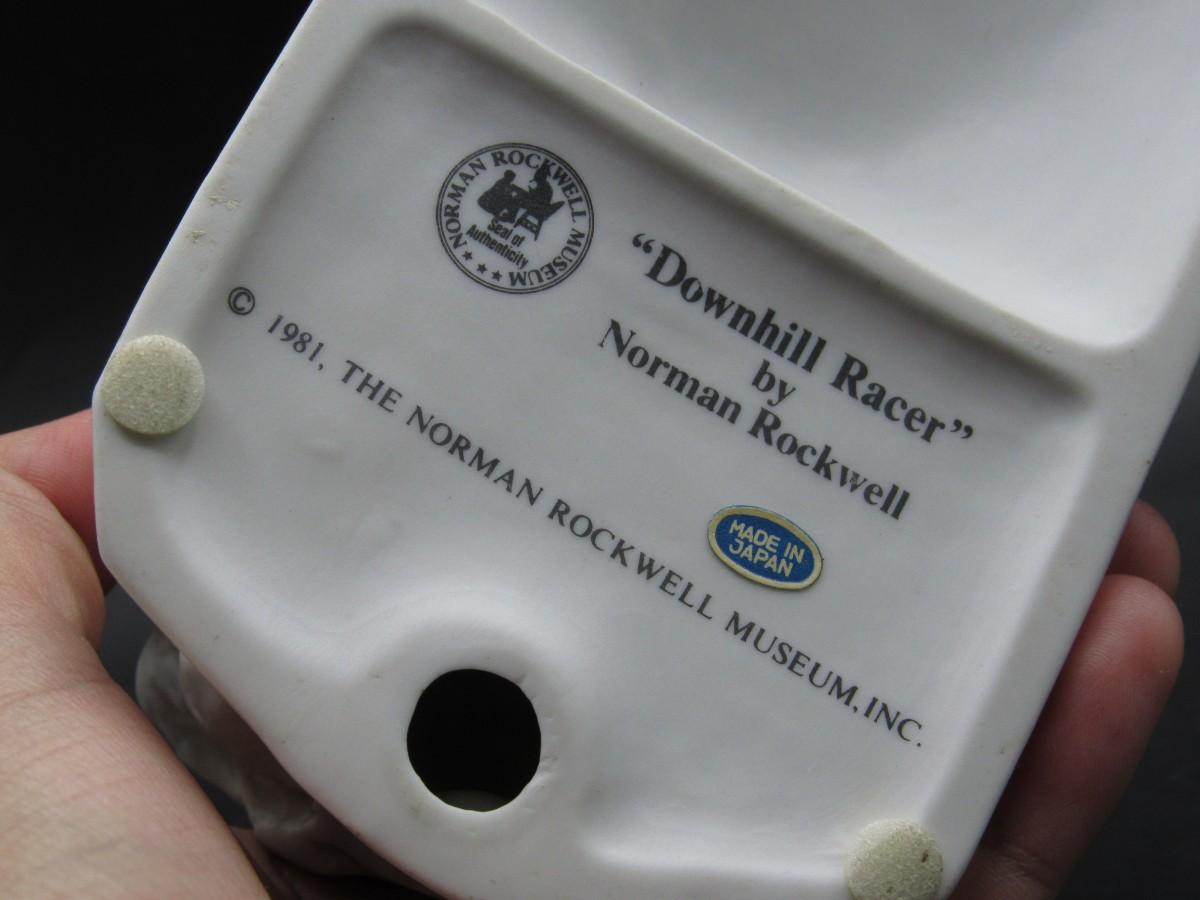 NORMAN ROCKWELL MUSEUM
Seal of
Authenticity
★ ★ ★
“Downhill Racer”
by
Norman Rockwell
© 1981, THE NORMAN ROCKWELL MUSEUM, INC.
MADE IN
JAPAN